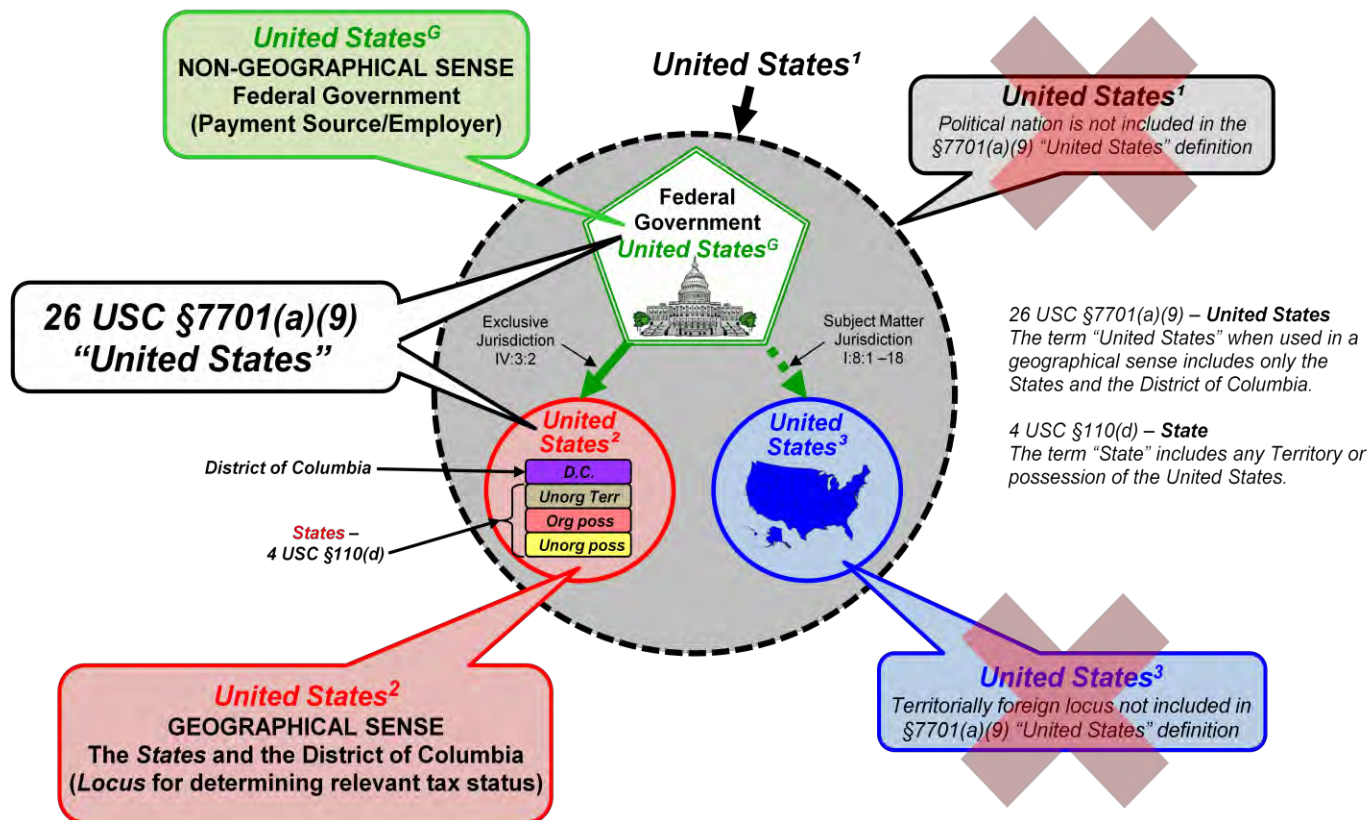 United Statesᴳ
NON-GEOGRAPHICAL SENSE
Federal Government
(Payment Source/Employer)
United States¹
United States¹
Political nation is not included in the
§7701(a)(9) “United States” definition
Federal
Government
United Statesᴳ
26 USC §7701(a)(9)
“United States”
Exclusive
Jurisdiction
IV:3:2
Subject Matter
Jurisdiction
I:8:1 –18
26 USC §7701(a)(9) – United States
The term “United States” when used in a
geographical sense includes only the
States and the District of Columbia.
4 USC §110(d) – State
The term “State” includes any Territory or
possession of the United States.
United
States²
District of Columbia
D.C.
Unorg Terr
Org poss
Unorg poss
States –
4 USC §110(d)
United
States³
United States²
GEOGRAPHICAL SENSE
The States and the District of Columbia
(Locus for determining relevant tax status)
United States³
Territorially foreign locus not included in
§7701(a)(9) “United States” definition